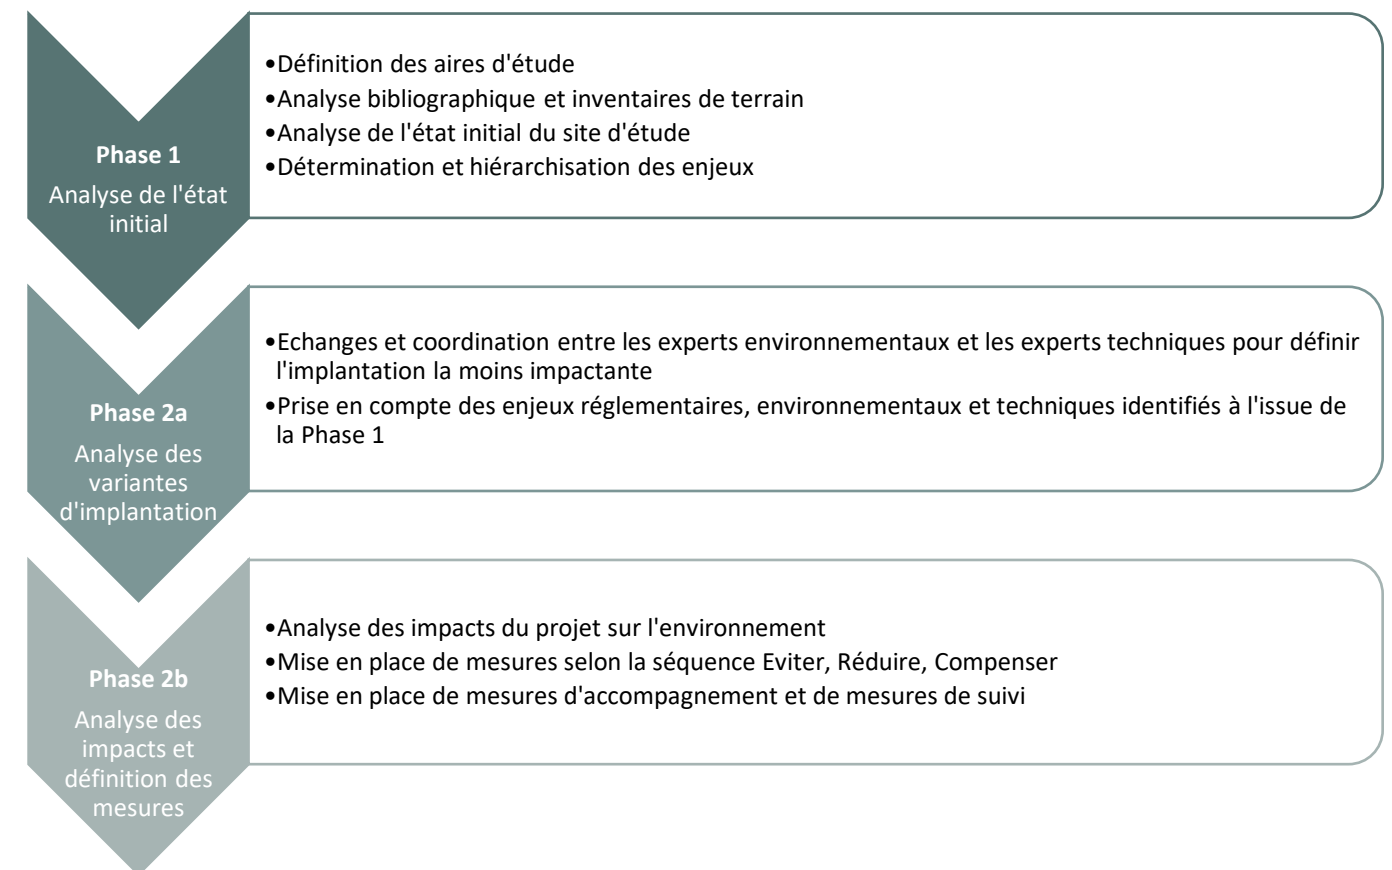 Phase 1
Analyse de l'état
initial
•Définition des aires d'étude
•Analyse bibliographique et inventaires de terrain
•Analyse de l'état initial du site d'étude
•Détermination et hiérarchisation des enjeux
Phase 2a
Analyse des
variantes
d'implantation
•Echanges et coordination entre les experts environnementaux et les experts techniques pour définir
l'implantation la moins impactante
•Prise en compte des enjeux réglementaires, environnementaux et techniques identifiés à l'issue de
la Phase 1
Phase 2b
Analyse des
impacts et
définition des
mesures
•Analyse des impacts du projet sur l'environnement
•Mise en place de mesures selon la séquence Eviter, Réduire, Compenser
•Mise en place de mesures d'accompagnement et de mesures de suivi